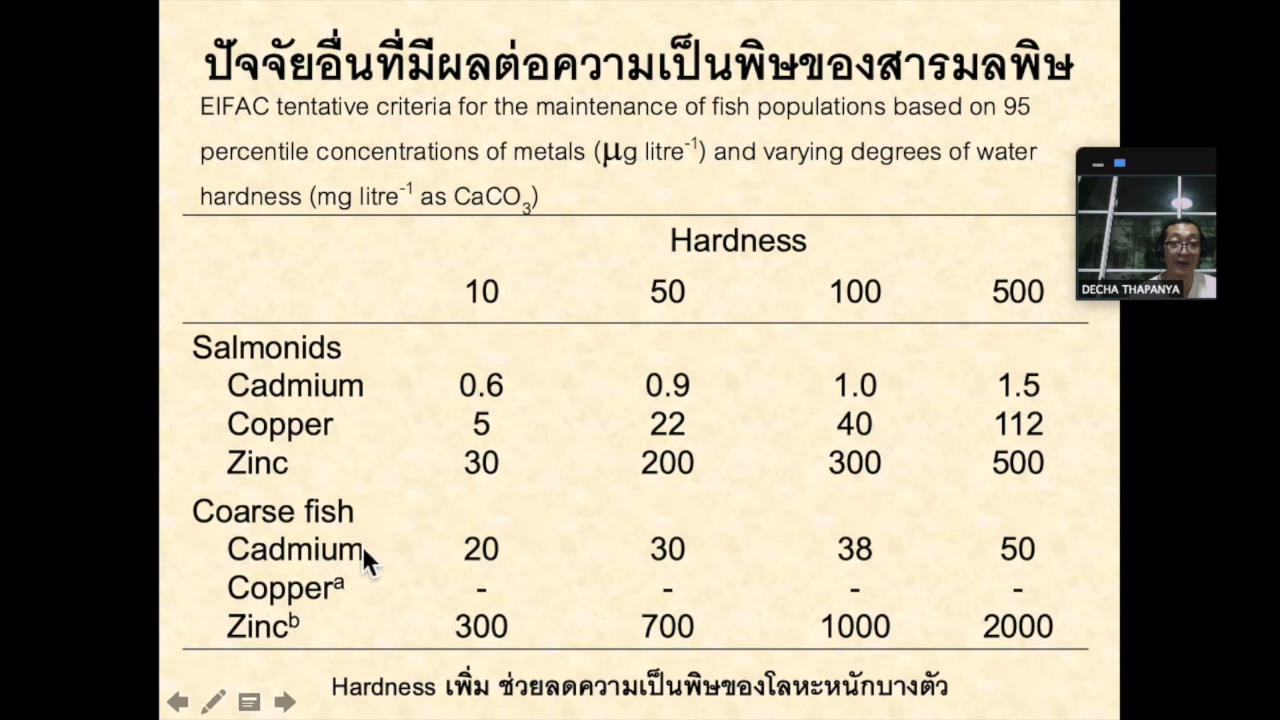 ปัจจัยอื่นที่มีผลต่อความเป็นพิษของสารมลพิษ
EIFAC tentative criteria for the maintenance of fish populations based on 95
percentile concentrations of metals (μg litre⁻¹) and varying degrees of water
hardness (mg litre⁻¹ as CaCO₃)
Hardness
10 50 100 500
DECHA THAPANYA
Salmonids
Cadmium 0.6 0.9 1.0 1.5
Copper 5 22 40 112
Zinc 30 200 300 500
Coarse fish
Cadmium 20 30 38 50
Copperᵃ - - - -
Zincᵇ 300 700 1000 2000
Hardness เพิ่ม ช่วยลดความเป็นพิษของโลหะหนักบางตัว